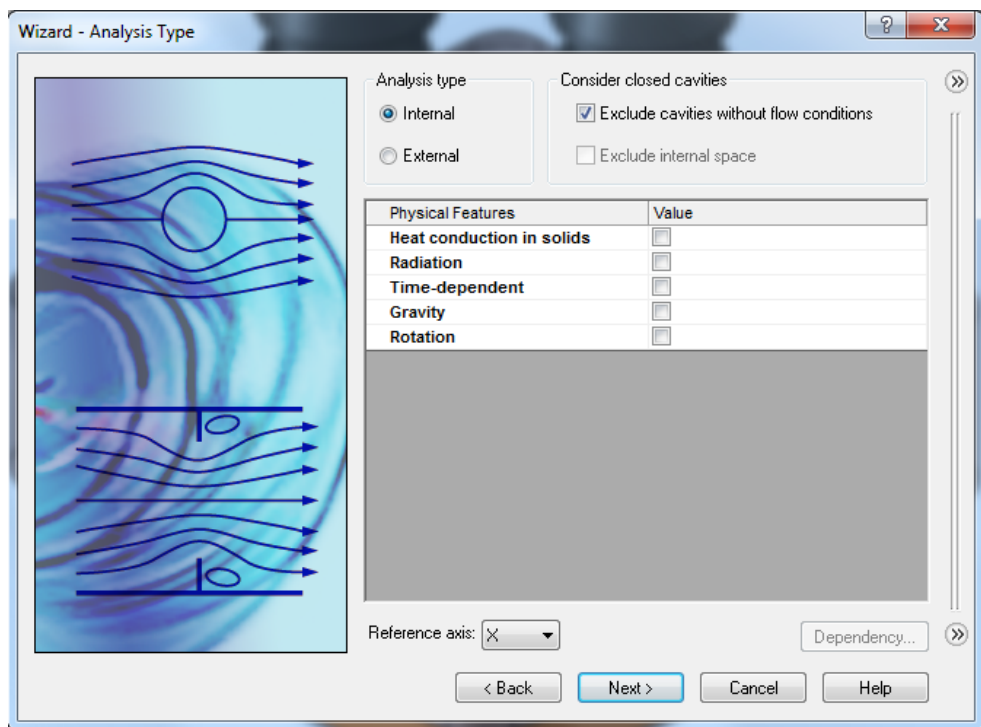 Wizard - Analysis Type
?
X
Analysis type
Internal
External
Consider closed cavities
Exclude cavities without flow conditions
Exclude internal space
Physical Features Value
Heat conduction in solids
Radiation
Time-dependent
Gravity
Rotation
Reference axis: X
Dependency...
< Back Next > Cancel Help